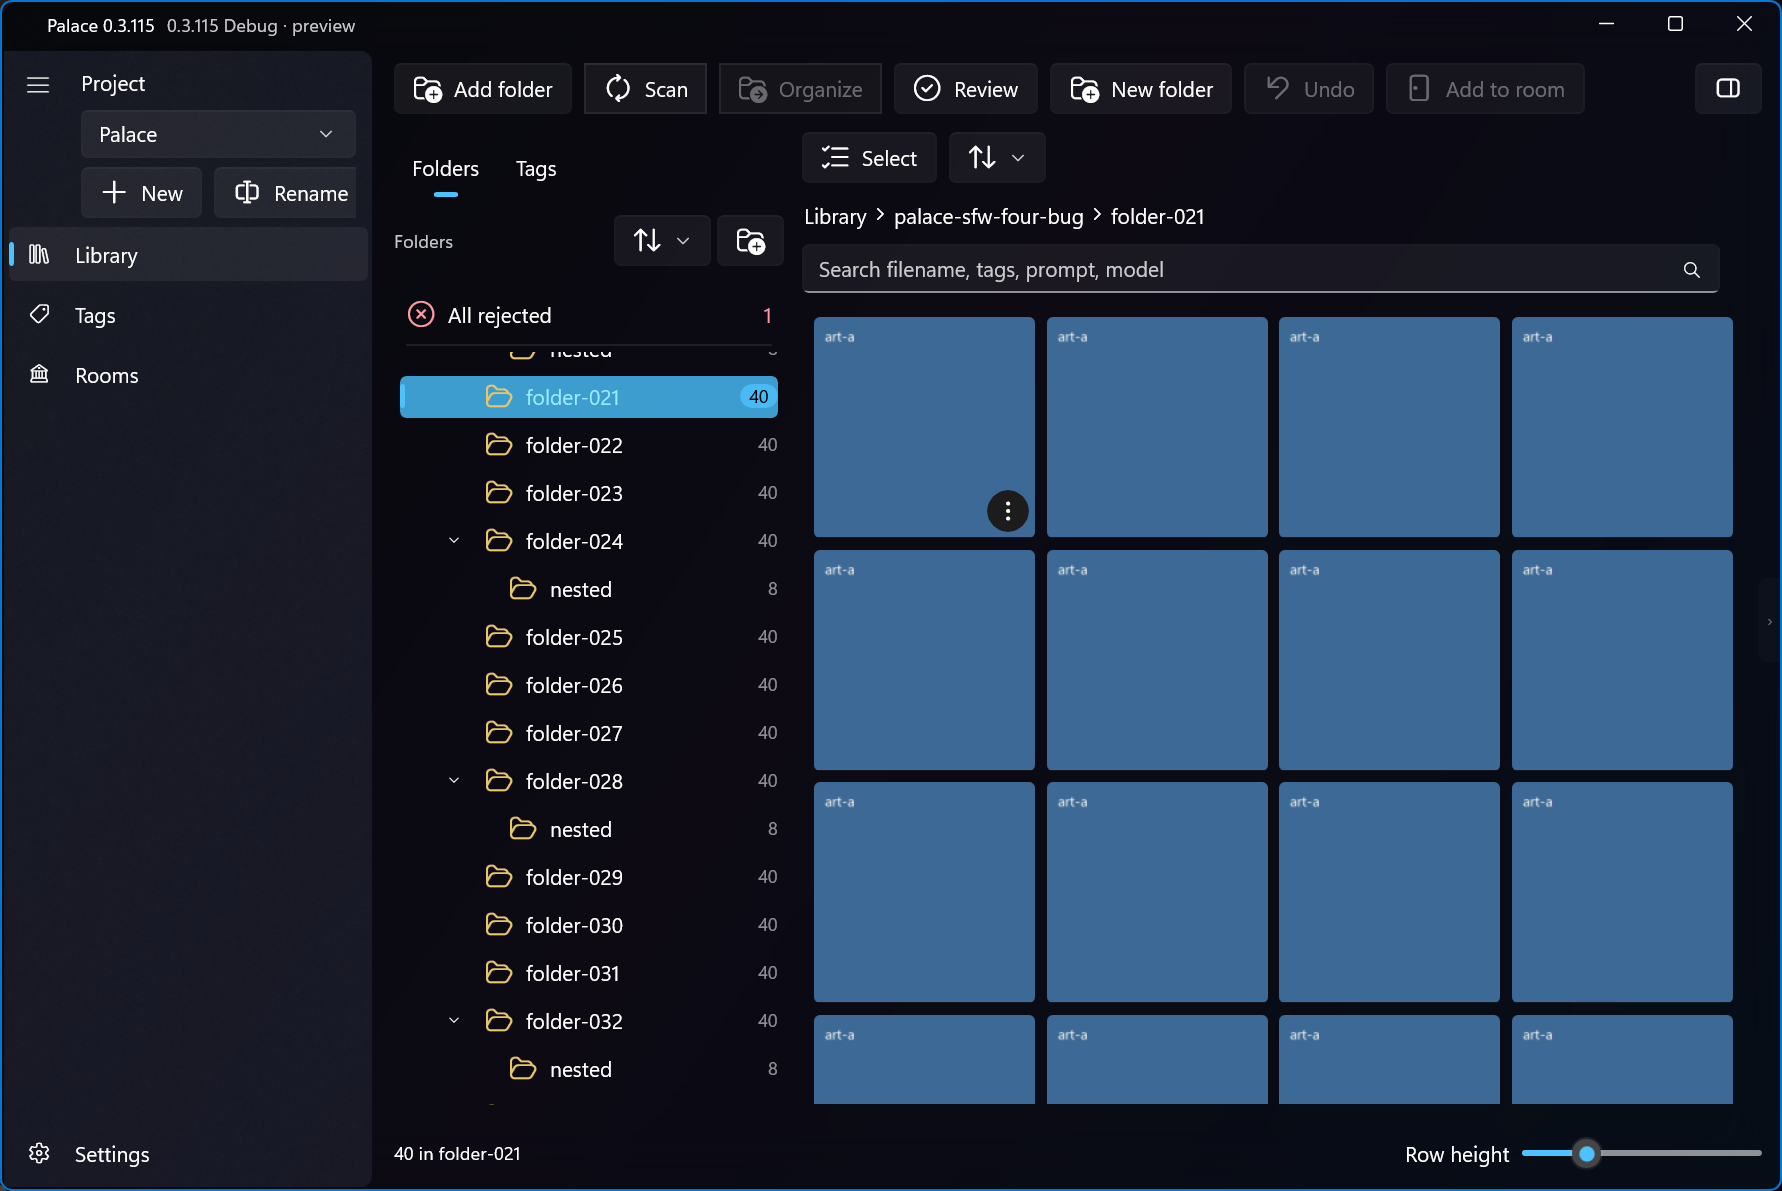 Palace 0.3.115 0.3.115 Debug · preview
Project
Palace
New
Rename
Library
Tags
Rooms
Settings
Add folder
Scan
Organize
Review
New folder
Undo
Add to room
Folders
Tags
Folders
All rejected 1
nested 8
folder-021 40
folder-022 40
folder-023 40
folder-024 40
nested 8
folder-025 40
folder-026 40
folder-027 40
folder-028 40
nested 8
folder-029 40
folder-030 40
folder-031 40
folder-032 40
nested 8
40 in folder-021
Select
Library > palace-sfw-four-bug > folder-021
Search filename, tags, prompt, model
art-a art-a art-a art-a
art-a art-a art-a art-a
art-a art-a art-a art-a
art-a art-a art-a art-a
Row height